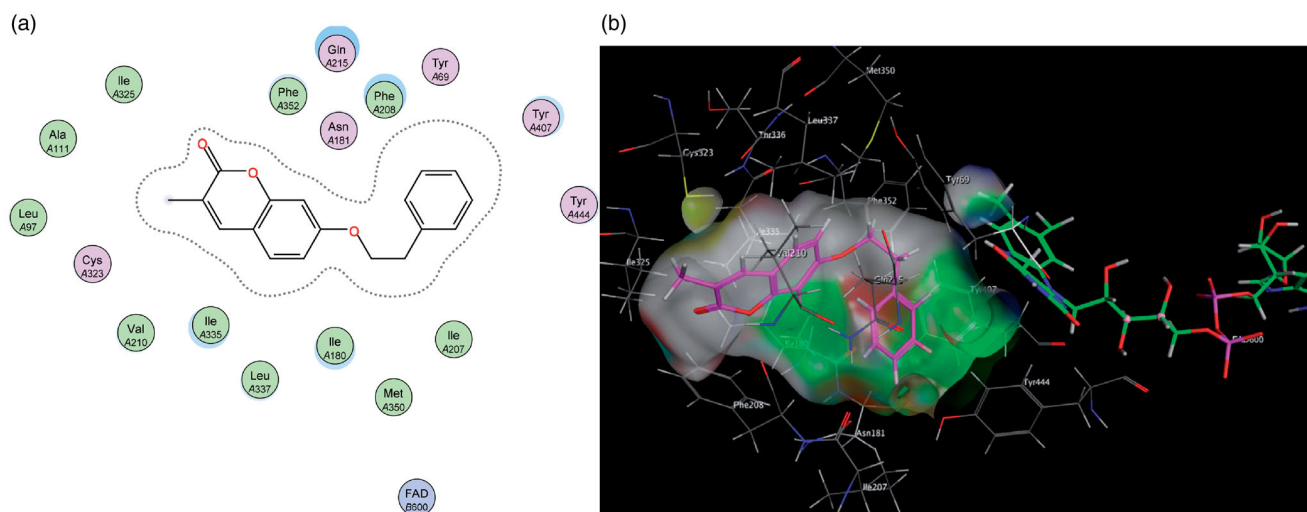 (a)
Gln
A215
Tyr
A69
Ile
A325
Phe
A352
Phe
A208
Asn
A181
Tyr
A407
Ala
A111
O
O
Leu
A97
Tyr
A444
O
Cys
A323
Val
A210
Ile
A335
Ile
A180
Ile
A207
Leu
A337
Met
A350
FAD
B600
(b)
Met350
Leu337
Thr336
Cys323
Tyr69
Phe352
Val210
Ile325
Tyr407
Tyr444
Phe208
Asn181
Ile207